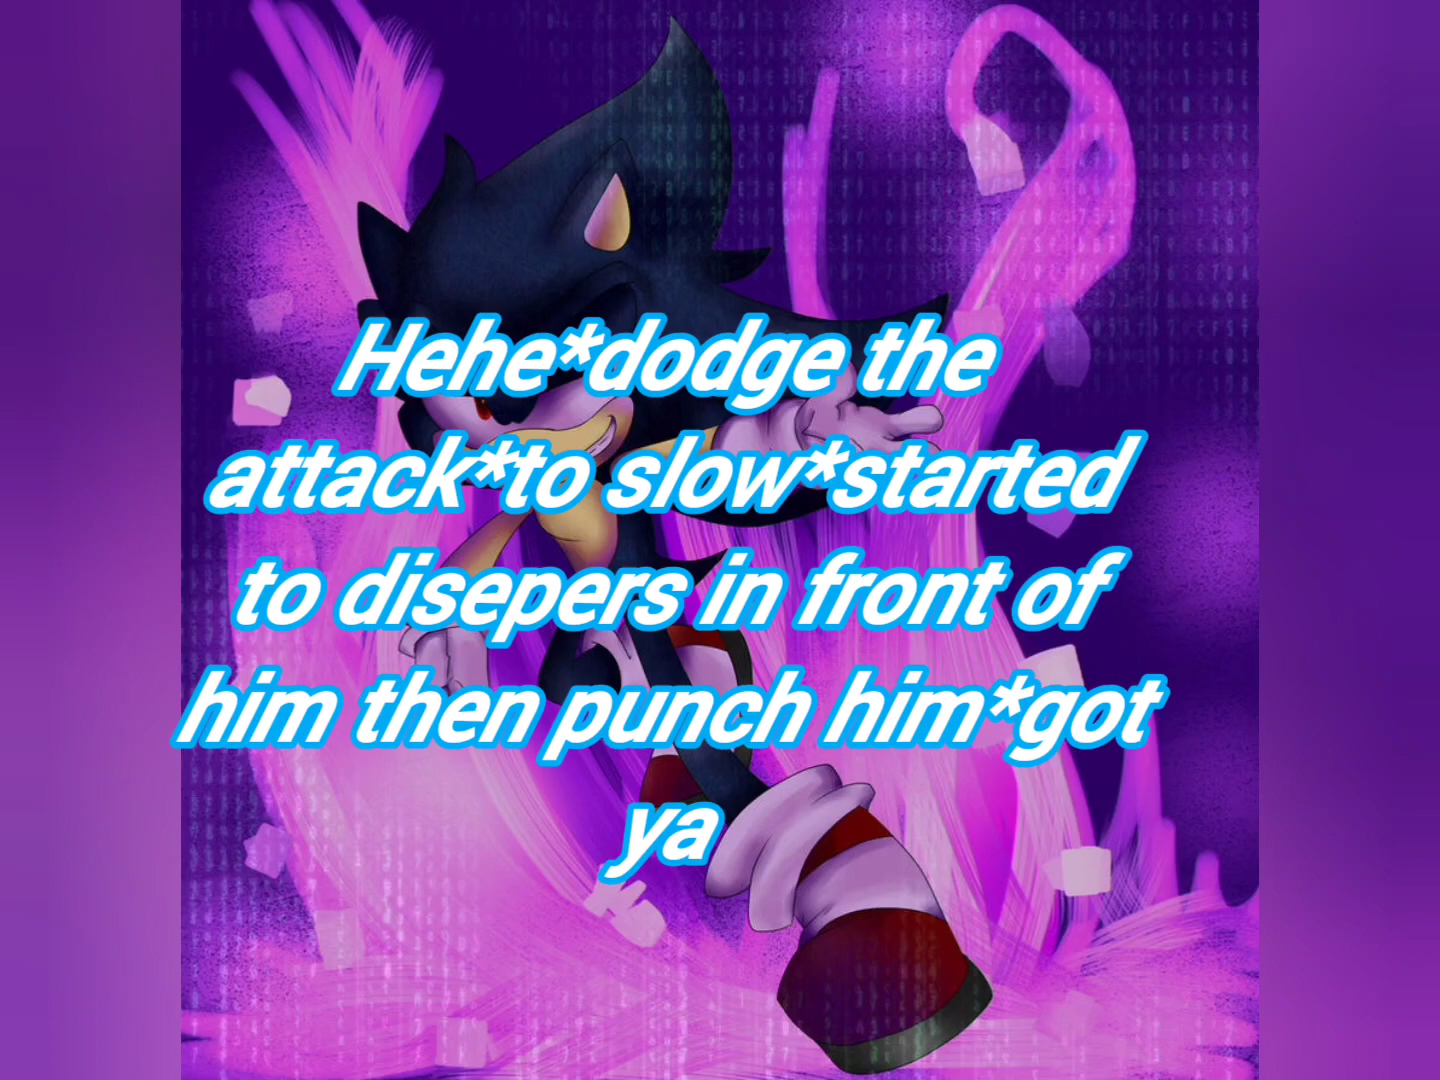 Hehe*dodge the
attack*to slow*started
to disepers in front of
him then punch him*got
ya